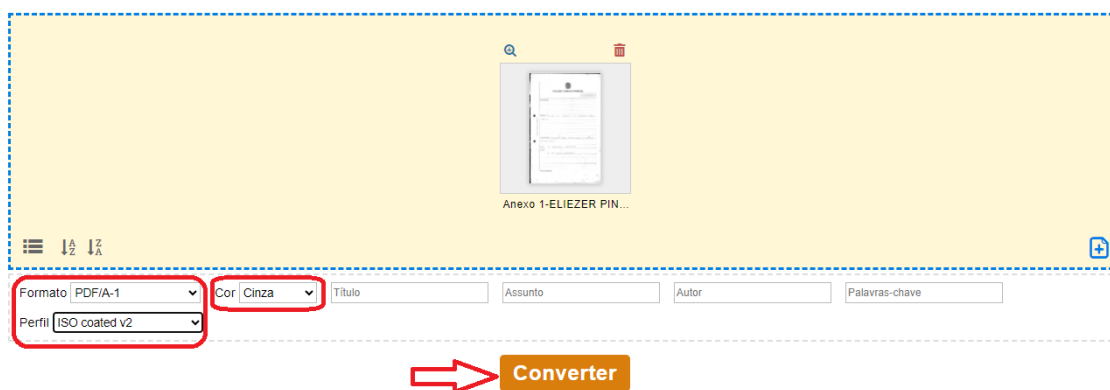 Anexo 1-ELIEZER PIN...
A
Z
Z
A
Formato PDF/A-1 Cor Cinza Título Assunto Autor Palavras-chave
Perfil ISO coated v2
Converter